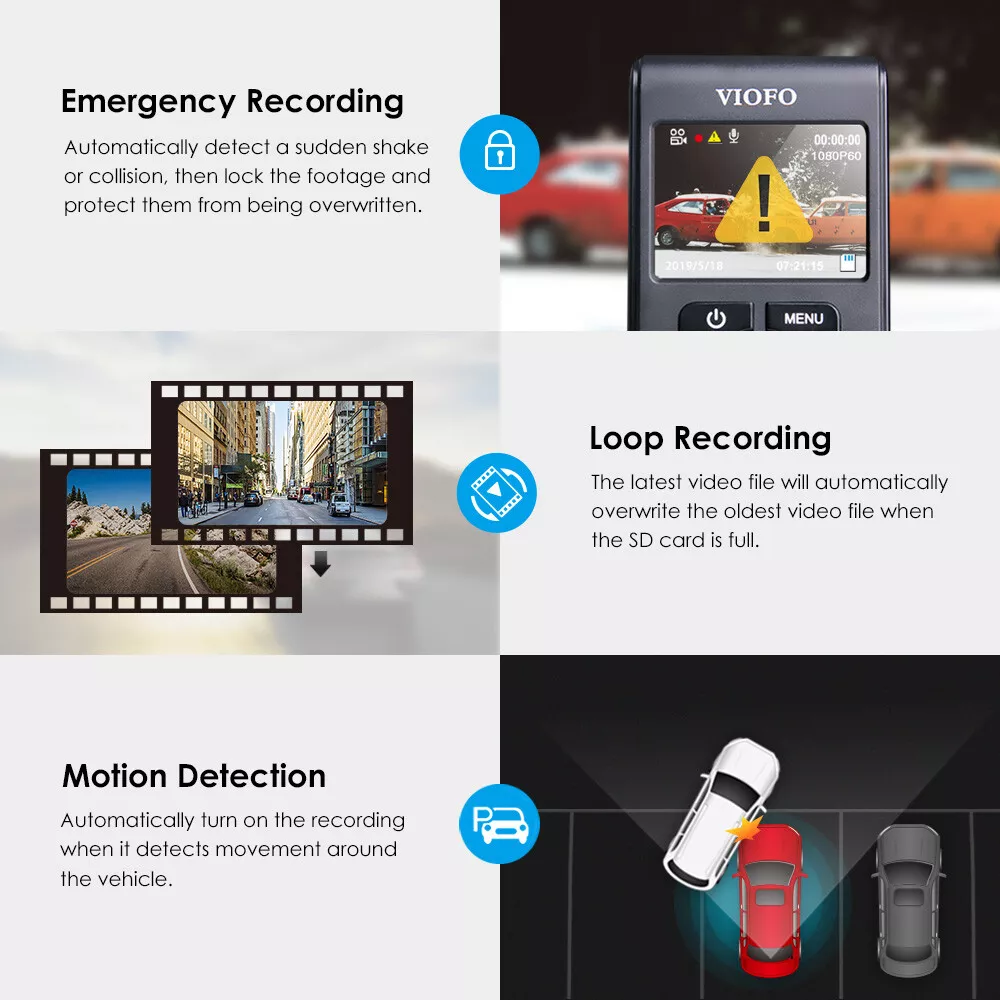 Emergency Recording
Automatically detect a sudden shake
or collision, then lock the footage and
protect them from being overwritten.
VIOFO
00:00:00
1080P60
!
2019/5/18
07:21:15
MENU
Loop Recording
The latest video file will automatically
overwrite the oldest video file when
the SD card is full.
Motion Detection
Automatically turn on the recording
when it detects movement around
the vehicle.
P